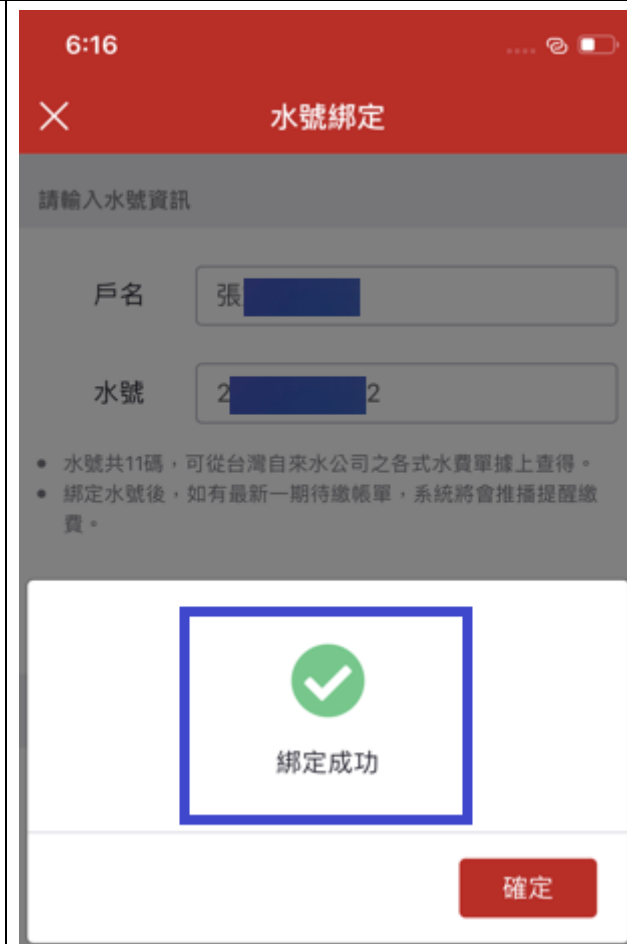 6:16
水號綁定
請輸入水號資訊
戶名 張
水號 2 2
水號共11碼，可從台灣自來水公司之各式水費單據上查得。
綁定水號後，如有最新一期待繳帳單，系統將會推播提醒繳
費。
綁定成功
確定